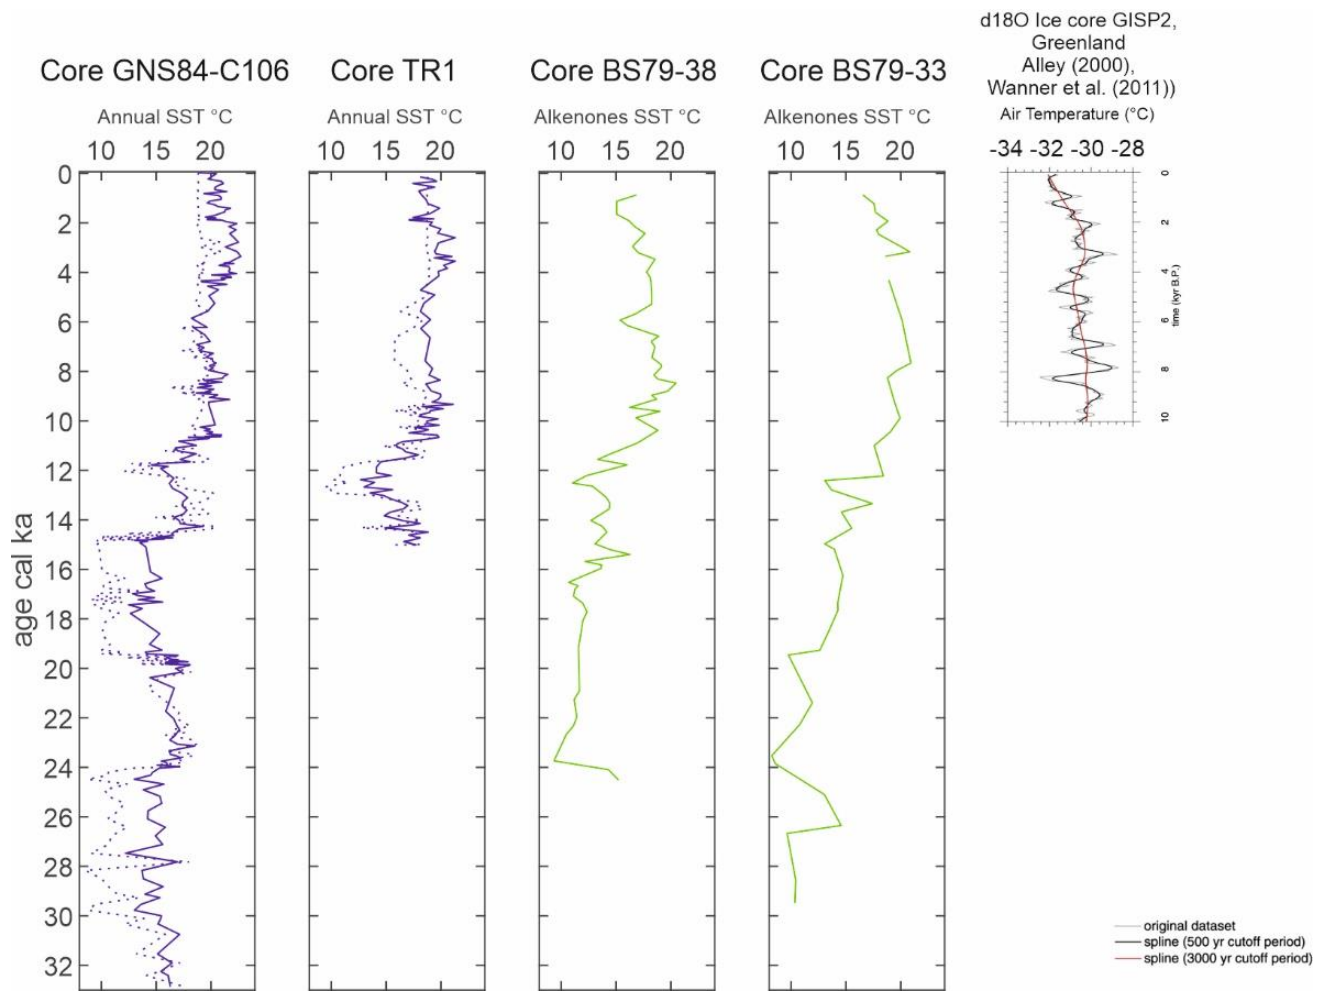 d18O Ice core GISP2,
Greenland
Alley (2000),
Wanner et al. (2011))
Core GNS84-C106
Core TR1
Core BS79-38
Core BS79-33
Annual SST °C
Annual SST °C
Alkenones SST °C
Alkenones SST °C
Air Temperature (°C)
10 15 20
10 15 20
10 15 20
10 15 20
-34 -32 -30 -28
0
2
4
6
8
10
12
14
16
18
20
22
24
26
28
30
32
age cal ka
0
2
4
6
8
10
time (kyr B.P.)
original dataset
spline (500 yr cutoff period)
spline (3000 yr cutoff period)